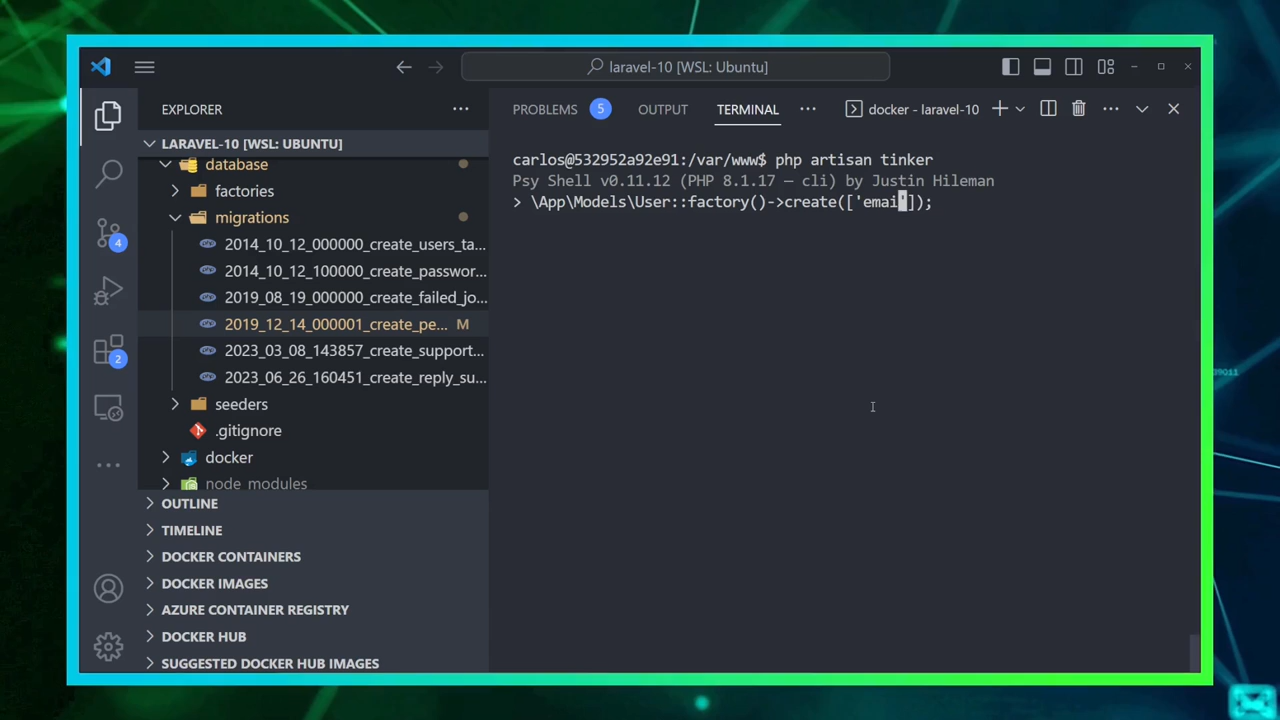 laravel-10 [WSL: Ubuntu]
EXPLORER
LARAVEL-10 [WSL: UBUNTU]
database
factories
migrations
2014_10_12_000000_create_users_ta...
2014_10_12_100000_create_passwor...
2019_08_19_000000_create_failed_jo...
2019_12_14_000001_create_pe... M
2023_03_08_143857_create_support...
2023_06_26_160451_create_reply_su...
seeders
.gitignore
docker
node_modules
OUTLINE
TIMELINE
DOCKER CONTAINERS
DOCKER IMAGES
AZURE CONTAINER REGISTRY
DOCKER HUB
SUGGESTED DOCKER HUB IMAGES
4
2
PROBLEMS 5 OUTPUT TERMINAL ... docker - laravel-10
carlos@532952a92e91:/var/www$ php artisan tinker
Psy Shell v0.11.12 (PHP 8.1.17 — cli) by Justin Hileman
> \App\Models\User::factory()->create(['emai']);
39011